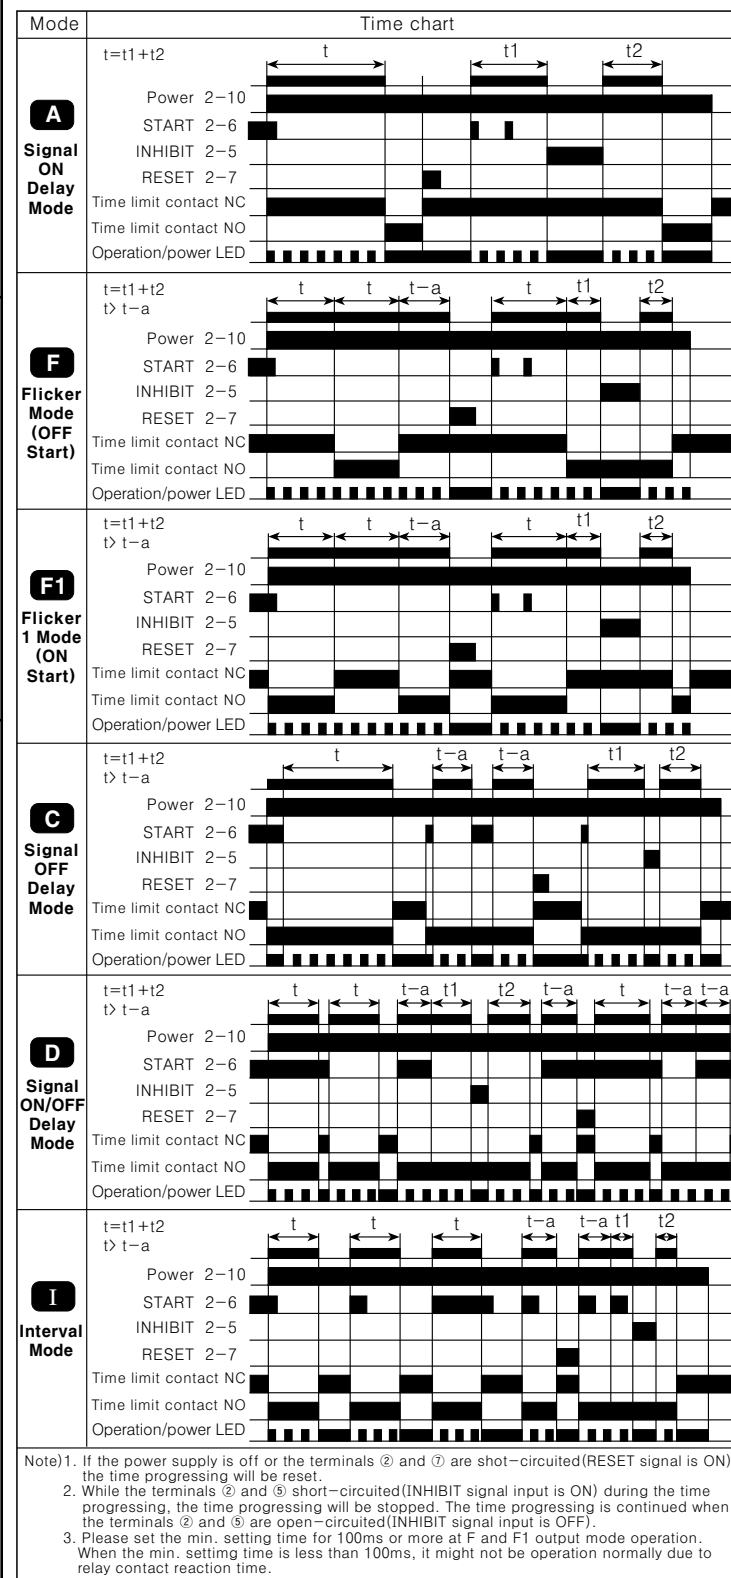 Mode Time chart
t=t1+t2
t t1 t2
A
Signal
ON
Delay
Mode
Power 2-10
START 2-6
INHIBIT 2-5
RESET 2-7
Time limit contact NC
Time limit contact NO
Operation/power LED
t=t1+t2
t> t-a
t t t-a t t1 t2
F
Flicker
Mode
(OFF
Start)
Power 2-10
START 2-6
INHIBIT 2-5
RESET 2-7
Time limit contact NC
Time limit contact NO
Operation/power LED
t=t1+t2
t> t-a
t t t-a t t1 t2
F1
Flicker
1 Mode
(ON
Start)
Power 2-10
START 2-6
INHIBIT 2-5
RESET 2-7
Time limit contact NC
Time limit contact NO
Operation/power LED
t=t1+t2
t> t-a
t t-a t-a t1 t2
C
Signal
OFF
Delay
Mode
Power 2-10
START 2-6
INHIBIT 2-5
RESET 2-7
Time limit contact NC
Time limit contact NO
Operation/power LED
t=t1+t2
t> t-a
t t t-a t1 t2 t-a t t-a t-a
D
Signal
ON/OFF
Delay
Mode
Power 2-10
START 2-6
INHIBIT 2-5
RESET 2-7
Time limit contact NC
Time limit contact NO
Operation/power LED
t=t1+t2
t> t-a
t t t t-a t-a t1 t2
I
Interval
Mode
Power 2-10
START 2-6
INHIBIT 2-5
RESET 2-7
Time limit contact NC
Time limit contact NO
Operation/power LED
Note)1. If the power supply is off or the terminals ② and ⑦ are shot-circuited(RESET signal is ON)
the time progressing will be reset.
2. While the terminals ② and ⑤ short-circuited(INHIBIT signal input is ON) during the time
progressing, the time progressing will be stopped. The time progressing is continued when
the terminals ② and ⑤ are open-circuited(INHIBIT signal input is OFF).
3. Please set the min. setting time for 100ms or more at F and F1 output mode operation.
When the min. settimg time is less than 100ms, it might not be operation normally due to
relay contact reaction time.